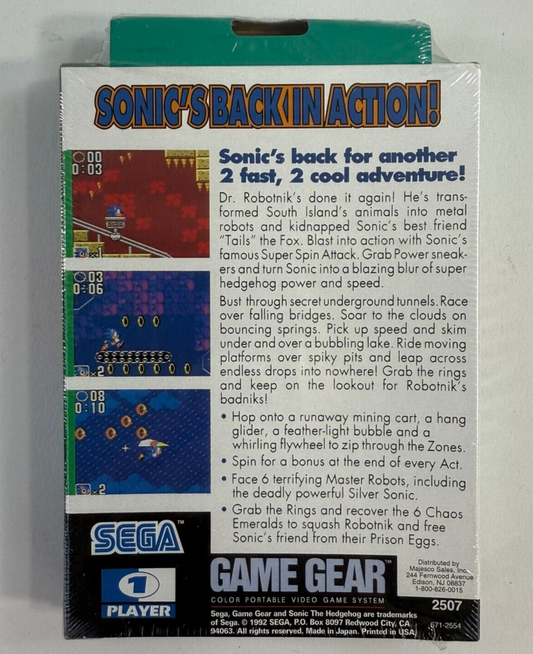 SONIC'S BACK IN ACTION!
00
0:03
×1
03
0:06
×2
08
0:10
×2
Sonic's back for another
2 fast, 2 cool adventure!
Dr. Robotnik's done it again! He's trans-
formed South Island's animals into metal
robots and kidnapped Sonic's best friend
"Tails" the Fox. Blast into action with Sonic's
famous Super Spin Attack. Grab Power sneak-
ers and turn Sonic into a blazing blur of super
hedgehog power and speed.
Bust through secret underground tunnels. Race
over falling bridges. Soar to the clouds on
bouncing springs. Pick up speed and skim
under and over a bubbling lake. Ride moving
platforms over spiky pits and leap across
endless drops into nowhere! Grab the rings
and keep on the lookout for Robotnik's
badniks!
• Hop onto a runaway mining cart, a hang
glider, a feather-light bubble and a
whirling flywheel to zip through the Zones.
• Spin for a bonus at the end of every Act.
• Face 6 terrifying Master Robots, including
the deadly powerful Silver Sonic.
• Grab the Rings and recover the 6 Chaos
Emeralds to squash Robotnik and free
Sonic's friend from their Prison Eggs.
SEGA™
1
PLAYER
GAME GEAR™
COLOR PORTABLE VIDEO GAME SYSTEM
Sega, Game Gear and Sonic The Hedgehog are trademarks
of Sega. © 1992 SEGA, P.O. Box 8097 Redwood City, CA
94063. All rights reserved. Made in Japan. Printed in USA.
Distributed by
Majesco Sales, Inc.
244 Fernwood Avenue
Edison, NJ 08837
1-800-826-0015
2507
671-2554